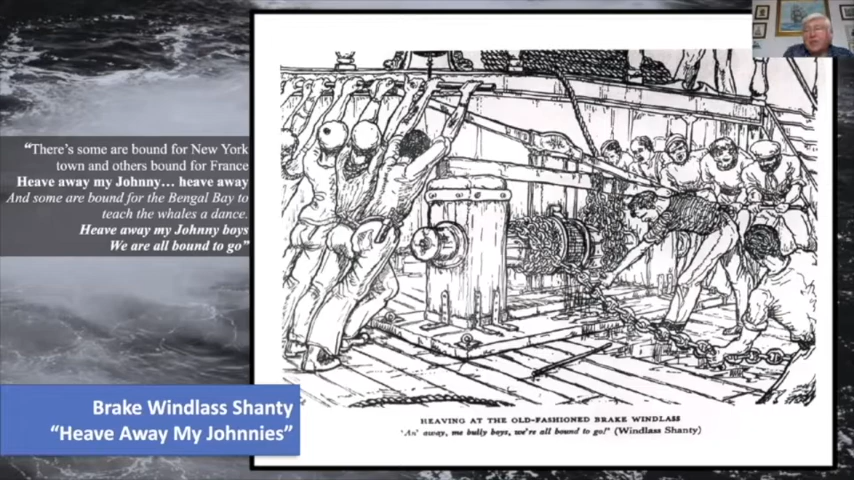 “There’s some are bound for New York
town and others bound for France
Heave away my Johnny… heave away
And some are bound for the Bengal Bay to
teach the whales a dance.
Heave away my Johnny boys
We are all bound to go”
Brake Windlass Shanty
“Heave Away My Johnnies”
HEAVING AT THE OLD-FASHIONED BRAKE WINDLASS
'An' away, me bully boys, we're all bound to go!' (Windlass Shanty)